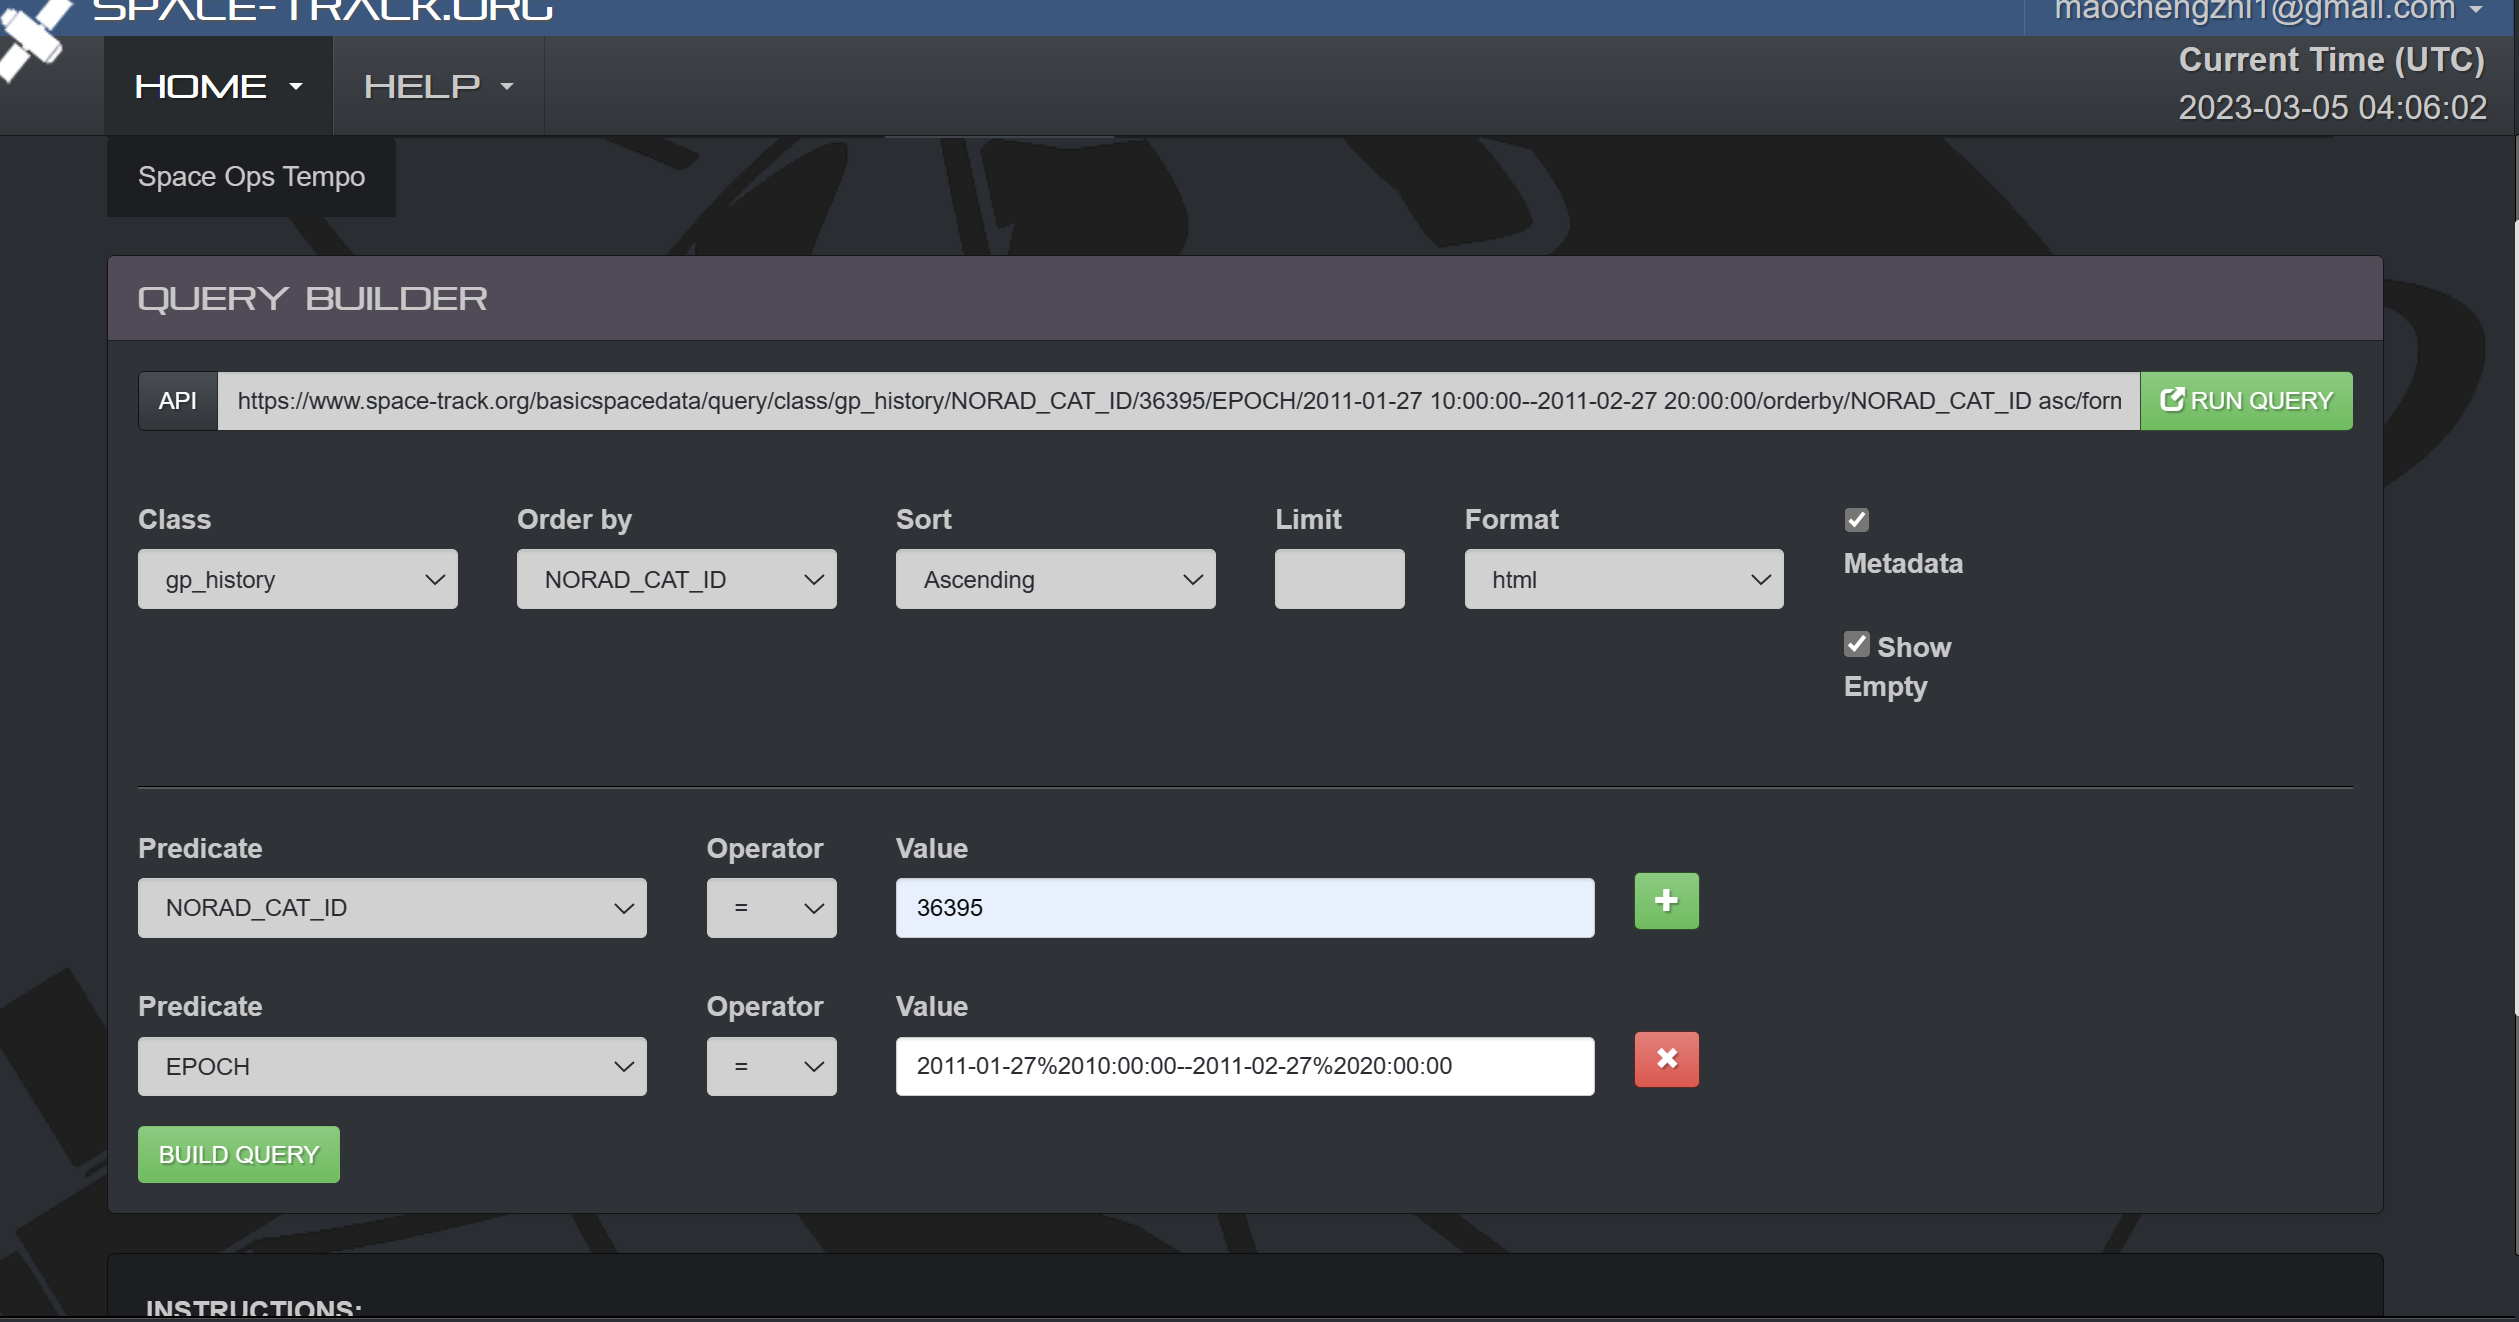 SPACE-TRACK.ORG
maochengzhi1@gmail.com
HOME HELP
Current Time (UTC)
2023-03-05 04:06:02
Space Ops Tempo
QUERY BUILDER
API https://www.space-track.org/basicspacedata/query/class/gp_history/NORAD_CAT_ID/36395/EPOCH/2011-01-27 10:00:00--2011-02-27 20:00:00/orderby/NORAD_CAT_ID asc/forn RUN QUERY
Class Order by Sort Limit Format
gp_history NORAD_CAT_ID Ascending html
Metadata
Show
Empty
Predicate Operator Value
NORAD_CAT_ID = 36395
Predicate Operator Value
EPOCH = 2011-01-27%2010:00:00--2011-02-27%2020:00:00
BUILD QUERY
INSTRUCTIONS: